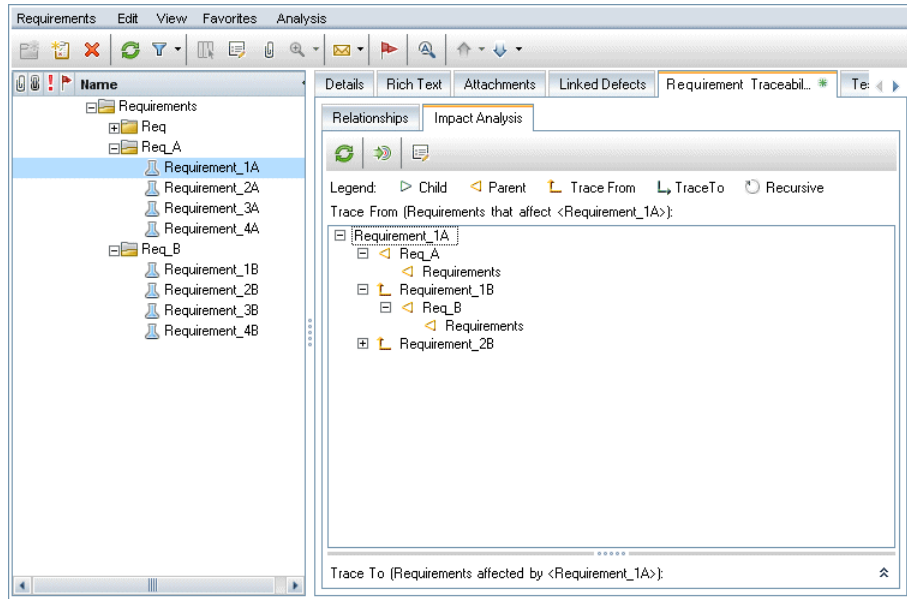 Requirements Edit View Favorites Analysis
Name
Requirements
Req
Req_A
Requirement_1A
Requirement_2A
Requirement_3A
Requirement_4A
Req_B
Requirement_1B
Requirement_2B
Requirement_3B
Requirement_4B
Details Rich Text Attachments Linked Defects Requirement Traceabil... * Te
Relationships Impact Analysis
Legend: Child Parent Trace From TraceTo Recursive
Trace From (Requirements that affect <Requirement_1A>):
Requirement_1A
Req_A
Requirements
Requirement_1B
Req_B
Requirements
Requirement_2B
Trace To (Requirements affected by <Requirement_1A>):